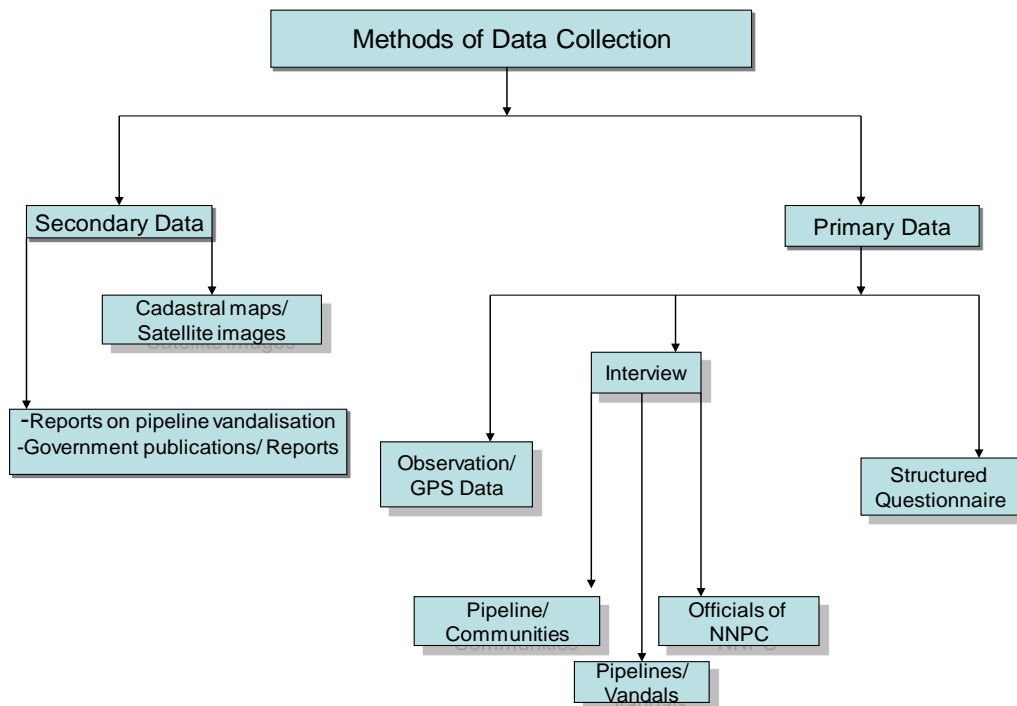 Methods of Data Collection
Secondary Data
Primary Data
Cadastral maps/
Satellite images
Interview
-Reports on pipeline vandalisation
-Government publications/ Reports
Observation/
GPS Data
Structured
Questionnaire
Pipeline/
Communities
Officials of
NNPC
Pipelines/
Vandals